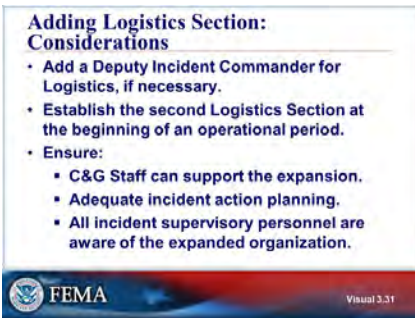 Adding Logistics Section:
Considerations
• Add a Deputy Incident Commander for
Logistics, if necessary.
• Establish the second Logistics Section at
the beginning of an operational period.
• Ensure:
▪ C&G Staff can support the expansion.
▪ Adequate incident action planning.
▪ All incident supervisory personnel are
aware of the expanded organization.
FEMA
Visual 3.31